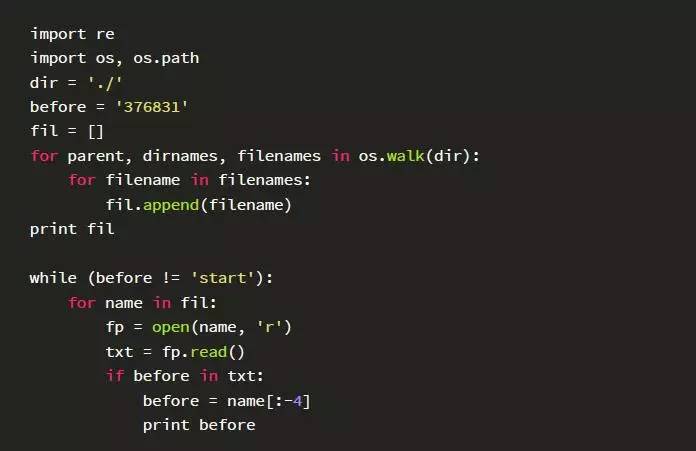 import re
import os, os.path
dir = './'
before = '376831'
fil = []
for parent, dirnames, filenames in os.walk(dir):
    for filename in filenames:
        fil.append(filename)
print fil

while (before != 'start'):
    for name in fil:
        fp = open(name, 'r')
        txt = fp.read()
        if before in txt:
            before = name[:-4]
            print before